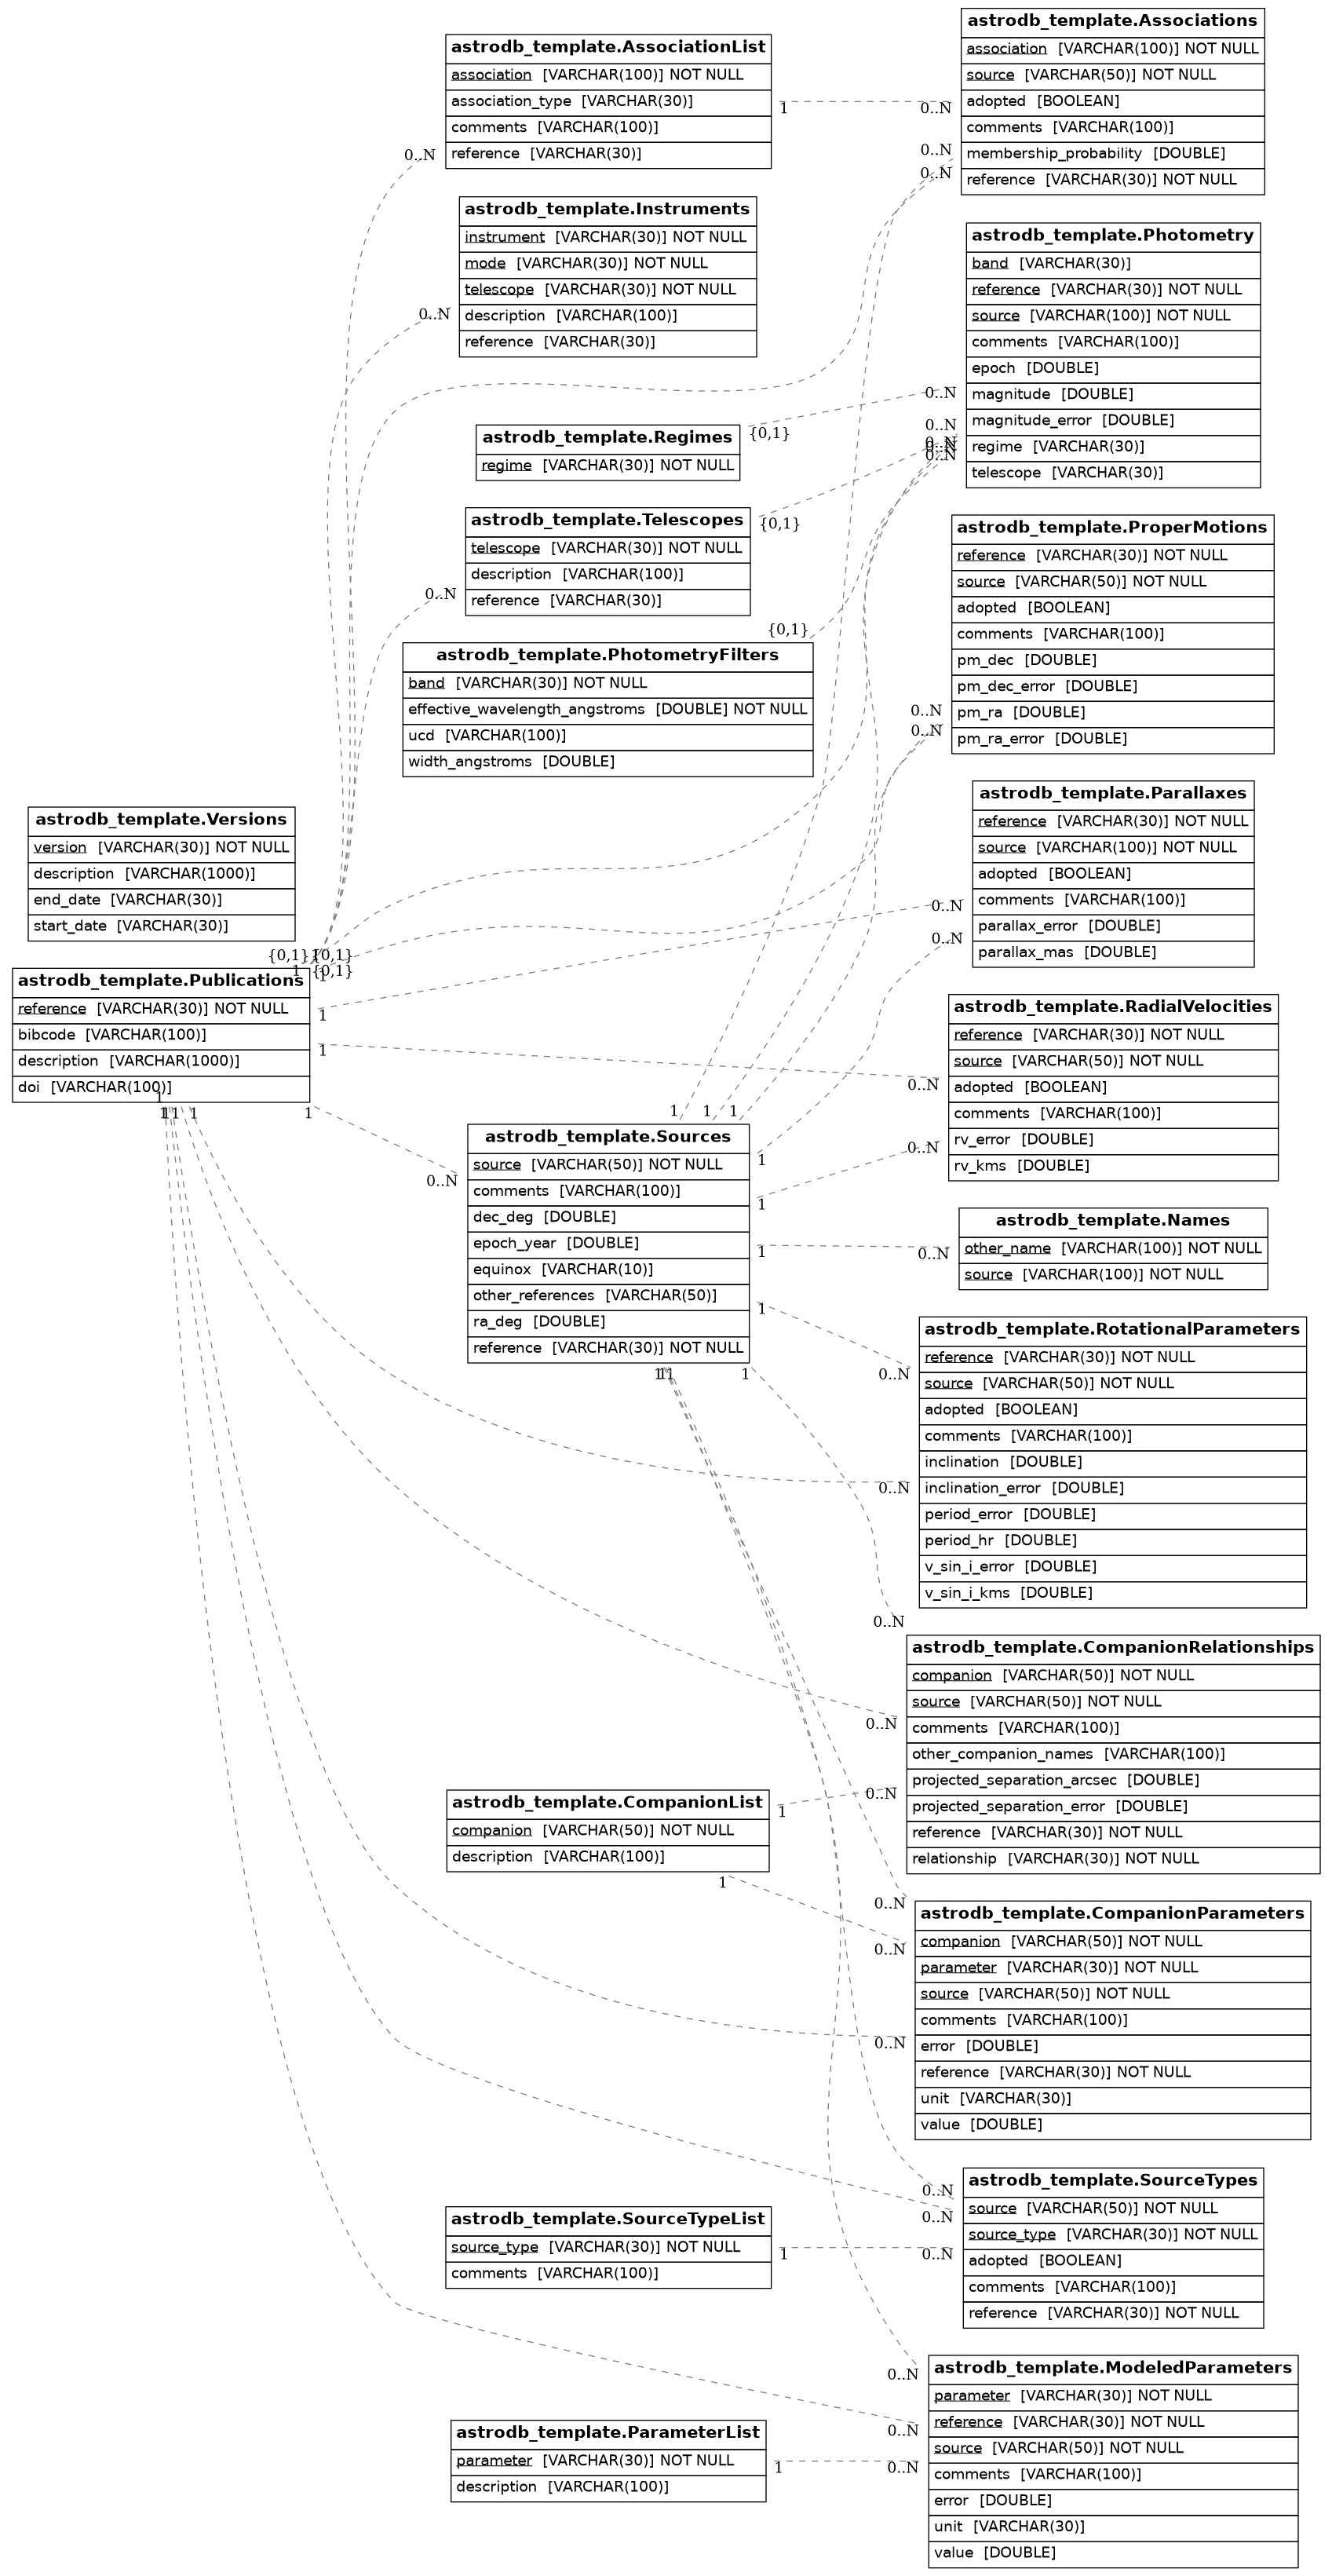 astrodb_template.AssociationList
association [VARCHAR(100)] NOT NULL
association_type [VARCHAR(30)]
comments [VARCHAR(100)]
reference [VARCHAR(30)]
1
0..N
0..N
astrodb_template.Associations
association [VARCHAR(100)] NOT NULL
source [VARCHAR(50)] NOT NULL
adopted [BOOLEAN]
comments [VARCHAR(100)]
membership_probability [DOUBLE]
reference [VARCHAR(30)] NOT NULL
0..N
0..N
astrodb_template.Instruments
instrument [VARCHAR(30)] NOT NULL
mode [VARCHAR(30)] NOT NULL
telescope [VARCHAR(30)] NOT NULL
description [VARCHAR(100)]
reference [VARCHAR(30)]
0..N
astrodb_template.Photometry
band [VARCHAR(30)]
reference [VARCHAR(30)] NOT NULL
source [VARCHAR(100)] NOT NULL
comments [VARCHAR(100)]
epoch [DOUBLE]
magnitude [DOUBLE]
magnitude_error [DOUBLE]
regime [VARCHAR(30)]
telescope [VARCHAR(30)]
0..N
0..N
0..N
0..N
0..N
astrodb_template.Regimes
regime [VARCHAR(30)] NOT NULL
{0,1}
astrodb_template.Telescopes
telescope [VARCHAR(30)] NOT NULL
description [VARCHAR(100)]
reference [VARCHAR(30)]
{0,1}
0..N
astrodb_template.PhotometryFilters
band [VARCHAR(30)] NOT NULL
effective_wavelength_angstroms [DOUBLE] NOT NULL
ucd [VARCHAR(100)]
width_angstroms [DOUBLE]
{0,1}
astrodb_template.ProperMotions
reference [VARCHAR(30)] NOT NULL
source [VARCHAR(50)] NOT NULL
adopted [BOOLEAN]
comments [VARCHAR(100)]
pm_dec [DOUBLE]
pm_dec_error [DOUBLE]
pm_ra [DOUBLE]
pm_ra_error [DOUBLE]
0..N
0..N
astrodb_template.Versions
version [VARCHAR(30)] NOT NULL
description [VARCHAR(1000)]
end_date [VARCHAR(30)]
start_date [VARCHAR(30)]
astrodb_template.Parallaxes
reference [VARCHAR(30)] NOT NULL
source [VARCHAR(100)] NOT NULL
adopted [BOOLEAN]
comments [VARCHAR(100)]
parallax_error [DOUBLE]
parallax_mas [DOUBLE]
0..N
0..N
{0,1}
1
{0,1}
1
{0,1}
1
astrodb_template.Publications
reference [VARCHAR(30)] NOT NULL
bibcode [VARCHAR(100)]
description [VARCHAR(1000)]
doi [VARCHAR(100)]
1
1
1
1
1
1
1
1
astrodb_template.RadialVelocities
reference [VARCHAR(30)] NOT NULL
source [VARCHAR(50)] NOT NULL
adopted [BOOLEAN]
comments [VARCHAR(100)]
rv_error [DOUBLE]
rv_kms [DOUBLE]
0..N
0..N
astrodb_template.Sources
source [VARCHAR(50)] NOT NULL
comments [VARCHAR(100)]
dec_deg [DOUBLE]
epoch_year [DOUBLE]
equinox [VARCHAR(10)]
other_references [VARCHAR(50)]
ra_deg [DOUBLE]
reference [VARCHAR(30)] NOT NULL
0..N
1
1
1
1
1
1
1
1
1
1
1
astrodb_template.Names
other_name [VARCHAR(100)] NOT NULL
source [VARCHAR(100)] NOT NULL
0..N
astrodb_template.RotationalParameters
reference [VARCHAR(30)] NOT NULL
source [VARCHAR(50)] NOT NULL
adopted [BOOLEAN]
comments [VARCHAR(100)]
inclination [DOUBLE]
inclination_error [DOUBLE]
period_error [DOUBLE]
period_hr [DOUBLE]
v_sin_i_error [DOUBLE]
v_sin_i_kms [DOUBLE]
0..N
0..N
astrodb_template.CompanionRelationships
companion [VARCHAR(50)] NOT NULL
source [VARCHAR(50)] NOT NULL
comments [VARCHAR(100)]
other_companion_names [VARCHAR(100)]
projected_separation_arcsec [DOUBLE]
projected_separation_error [DOUBLE]
reference [VARCHAR(30)] NOT NULL
relationship [VARCHAR(30)] NOT NULL
0..N
0..N
0..N
astrodb_template.CompanionList
companion [VARCHAR(50)] NOT NULL
description [VARCHAR(100)]
1
1
astrodb_template.CompanionParameters
companion [VARCHAR(50)] NOT NULL
parameter [VARCHAR(30)] NOT NULL
source [VARCHAR(50)] NOT NULL
comments [VARCHAR(100)]
error [DOUBLE]
reference [VARCHAR(30)] NOT NULL
unit [VARCHAR(30)]
value [DOUBLE]
0..N
0..N
0..N
astrodb_template.SourceTypeList
source_type [VARCHAR(30)] NOT NULL
comments [VARCHAR(100)]
1
astrodb_template.SourceTypes
source [VARCHAR(50)] NOT NULL
source_type [VARCHAR(30)] NOT NULL
adopted [BOOLEAN]
comments [VARCHAR(100)]
reference [VARCHAR(30)] NOT NULL
0..N
0..N
0..N
astrodb_template.ParameterList
parameter [VARCHAR(30)] NOT NULL
description [VARCHAR(100)]
1
astrodb_template.ModeledParameters
parameter [VARCHAR(30)] NOT NULL
reference [VARCHAR(30)] NOT NULL
source [VARCHAR(50)] NOT NULL
comments [VARCHAR(100)]
error [DOUBLE]
unit [VARCHAR(30)]
value [DOUBLE]
0..N
0..N
0..N